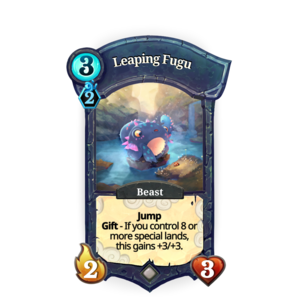 3
Leaping Fugu
2
Beast
Jump
Gift - If you control 8 or
more special lands,
this gains +3/+3.
2
3